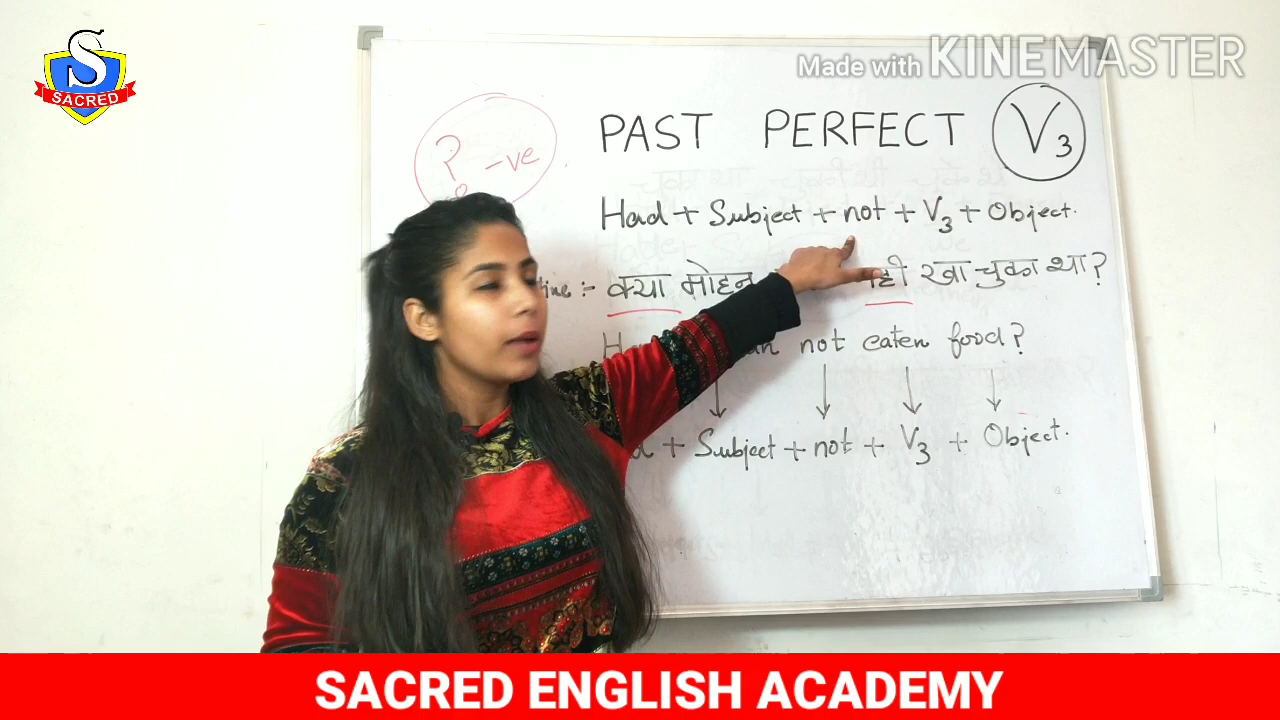 S
SACRED
Made with KINEMASTER
? -ve
PAST PERFECT V3
Had + Subject + not + V3 + Object.
:- क्या मोहन खा चुका था?
not eaten food?
+ Subject + not + V3 + Object.
SACRED ENGLISH ACADEMY